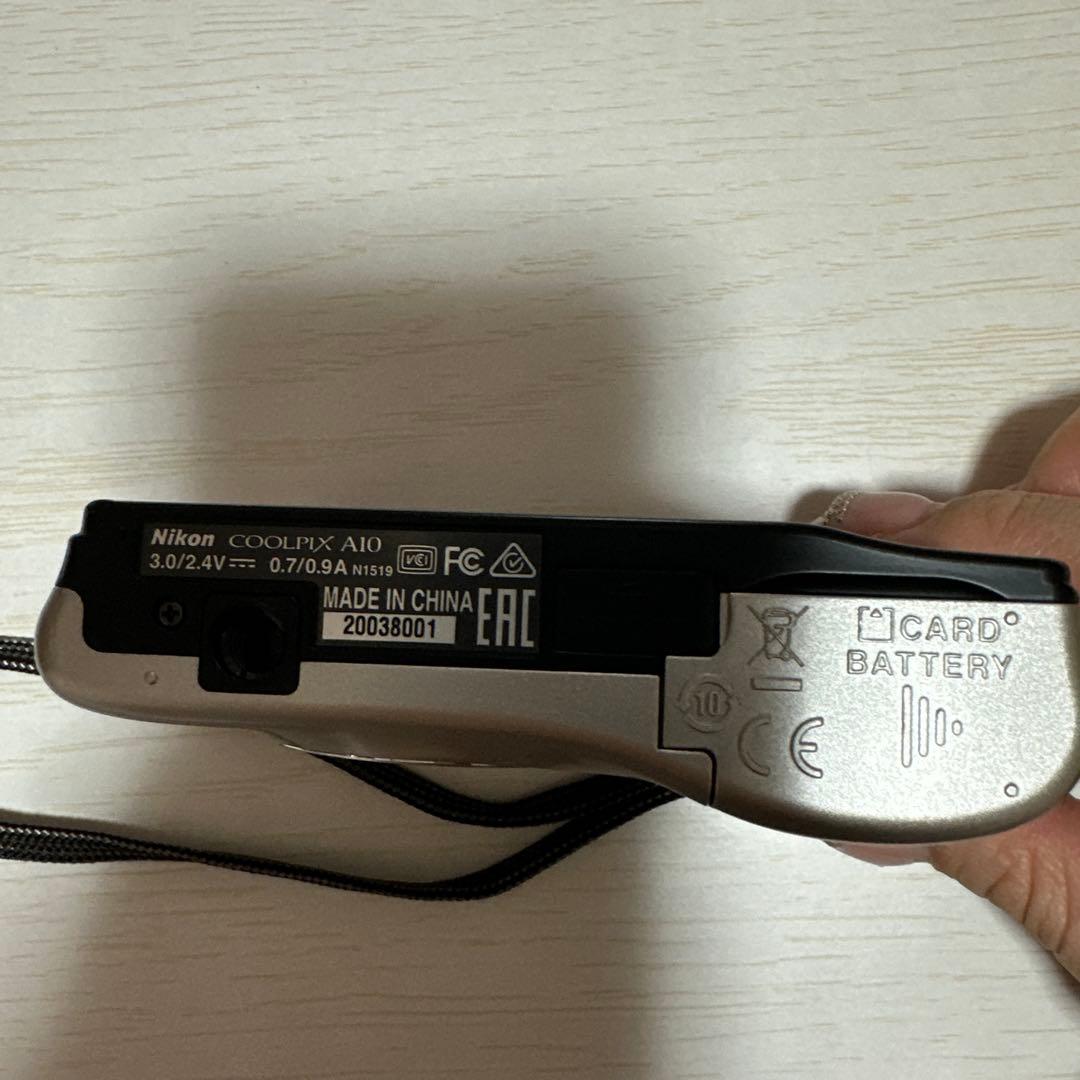 Nikon COOLPIX A10
3.0/2.4V⎓ 0.7/0.9A N1519 VCI FC
MADE IN CHINA EAC
20038001
CARD
BATTERY
10
CE